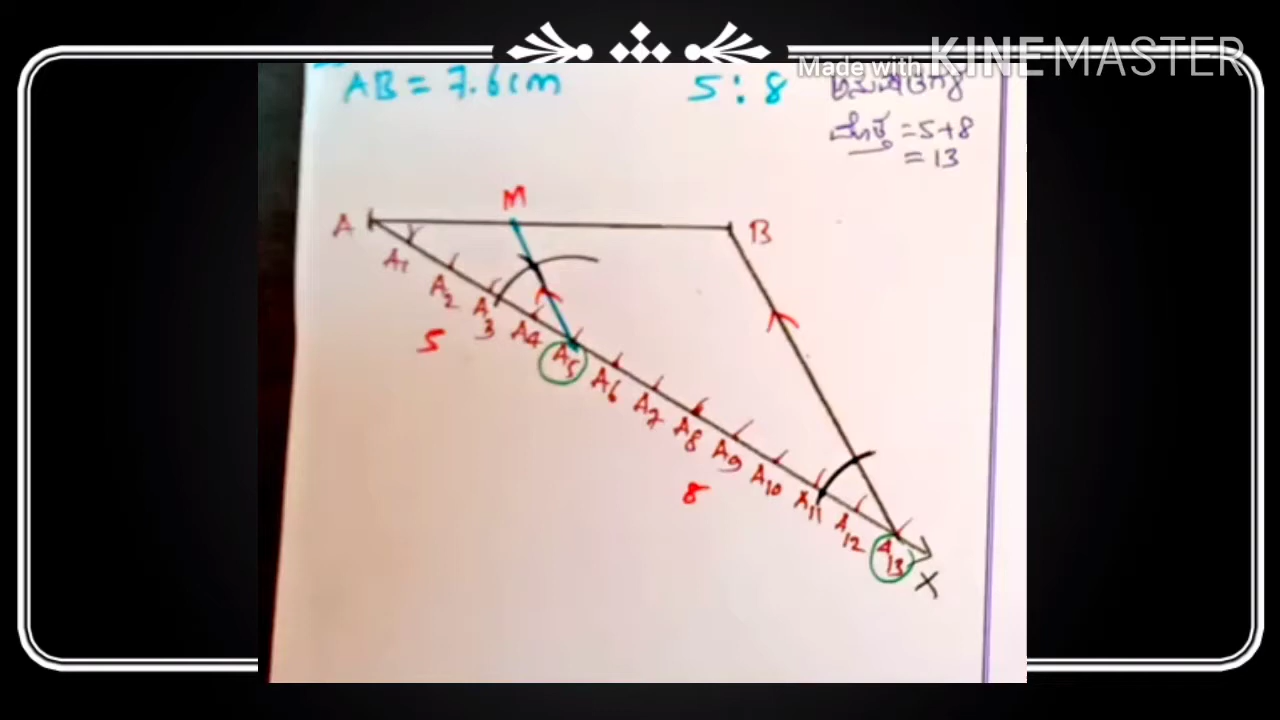 Made with KINEMASTER
AB = 7.6cm 5:8
ಮೊತ್ತ = 5+8
= 13
M
A B
A1
A2
A3
5
A4
A5
A6
A7
A8
A9
8
A10
A11
A12
A13
X